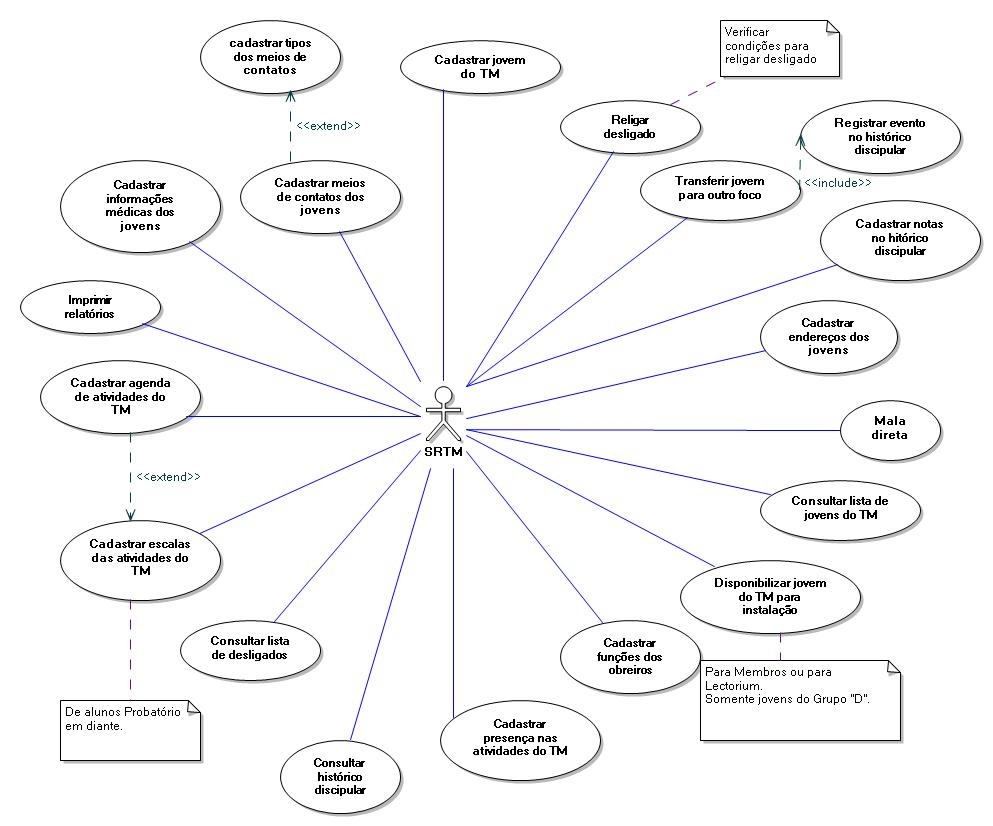 cadastrar tipos
dos meios de
contatos
Cadastrar jovem
do TM
Verificar
condições para
religar desligado
Religar
desligado
Registrar evento
no histórico
discipular
<<extend>>
<<include>>
Cadastrar
informações
médicas dos
jovens
Cadastrar meios
de contatos dos
jovens
Transferir jovem
para outro foco
Cadastrar notas
no hitórico
discipular
Imprimir
relatórios
Cadastrar
endereços dos
jovens
Cadastrar agenda
de atividades do
TM
SRTM
Mala
direta
<<extend>>
Consultar lista de
jovens do TM
Cadastrar escalas
das atividades do
TM
Disponibilizar jovem
do TM para
instalação
Consultar lista
de desligados
Cadastrar
funções dos
obreiros
Para Membros ou para
Lectorium.
Somente jovens do Grupo "D".
De alunos Probatório
em diante.
Cadastrar
presença nas
atividades do TM
Consultar
histórico
discipular